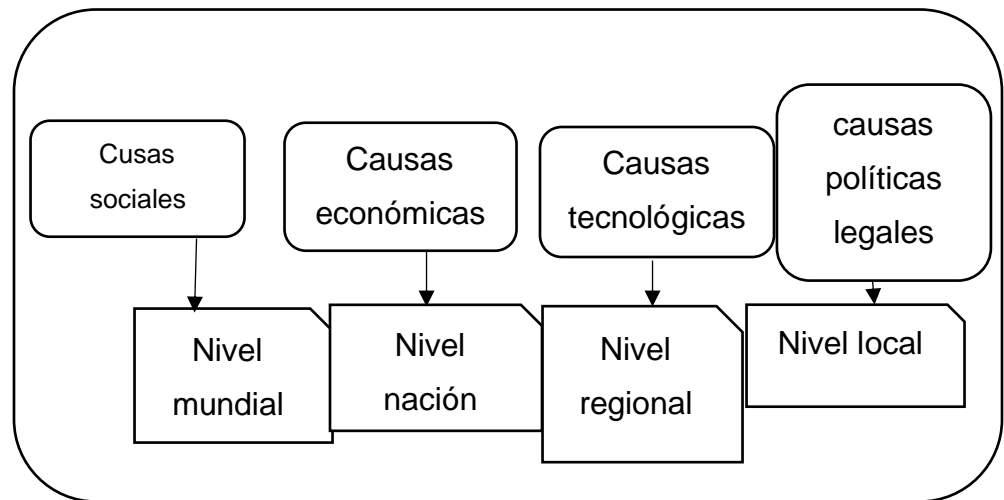 Cusas
sociales
Causas
económicas
Causas
tecnológicas
causas
políticas
legales
Nivel
mundial
Nivel
nación
Nivel
regional
Nivel local